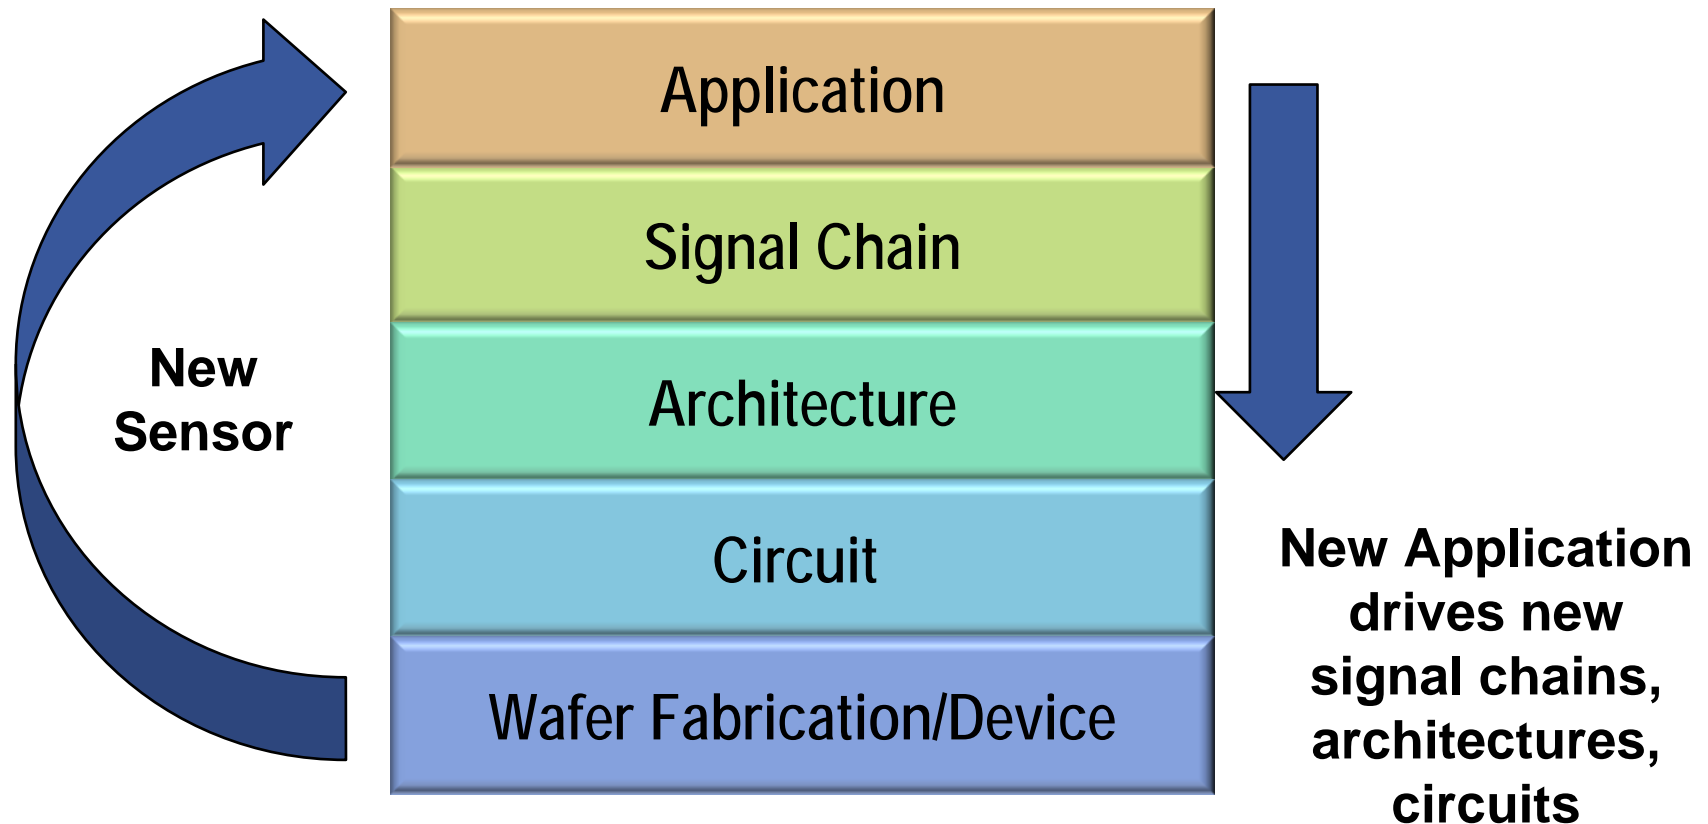 Application
Signal Chain
Architecture
Circuit
Wafer Fabrication/Device
New
Sensor
New Application
drives new
signal chains,
architectures,
circuits